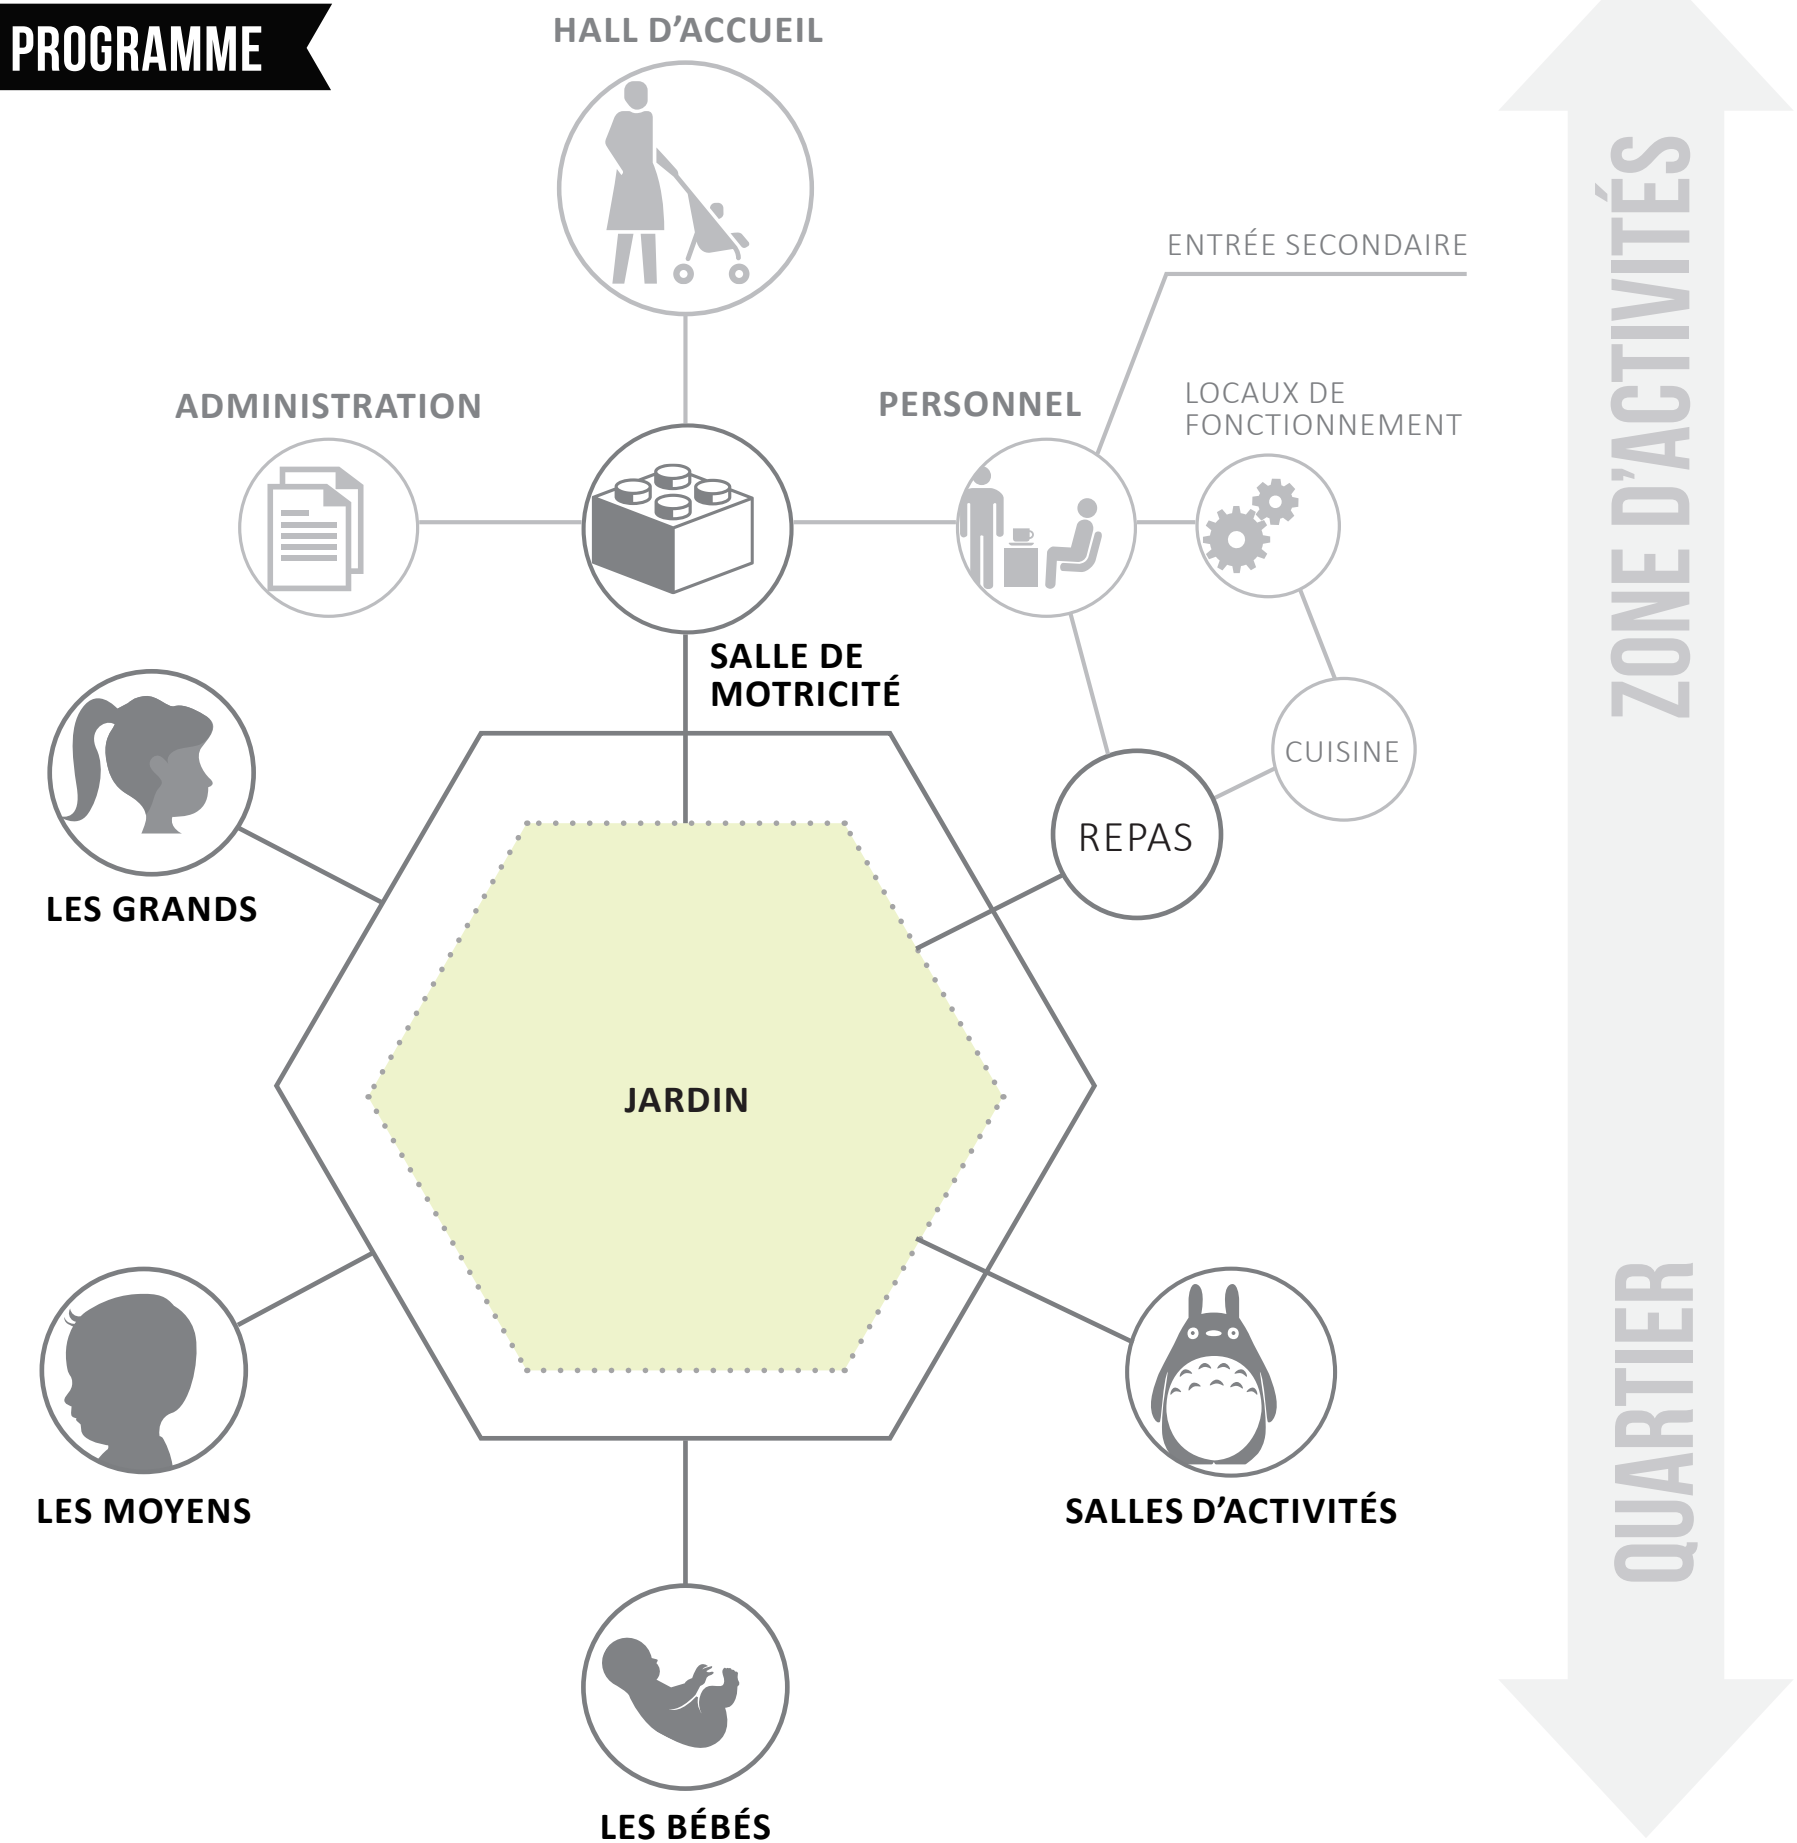 PROGRAMME
HALL D’ACCUEIL
ENTRÉE SECONDAIRE
ADMINISTRATION
PERSONNEL
LOCAUX DE
FONCTIONNEMENT
SALLE DE
MOTRICITÉ
CUISINE
REPAS
LES GRANDS
JARDIN
LES MOYENS
SALLES D’ACTIVITÉS
LES BÉBÉS
ZONE D’ACTIVITÉS
QUARTIER